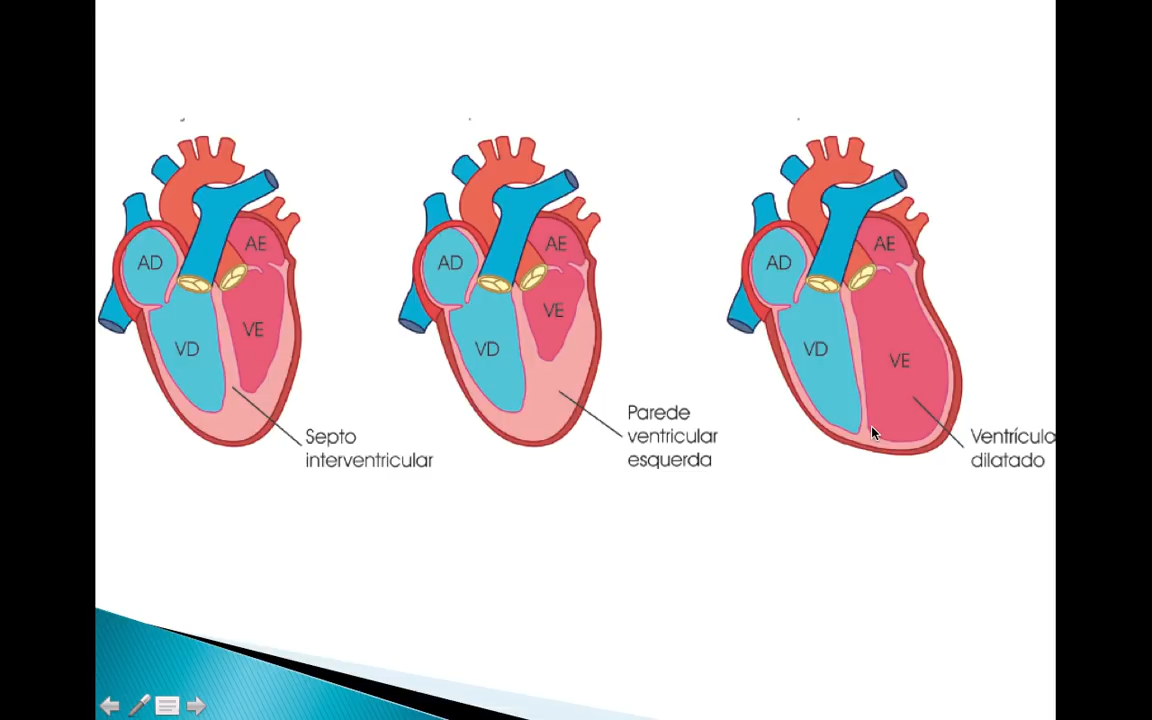 AD
AE
VD
VE
Septo
interventricular
AD
AE
VD
VE
Parede
ventricular
esquerda
AD
AE
VD
VE
Ventrículo
dilatado